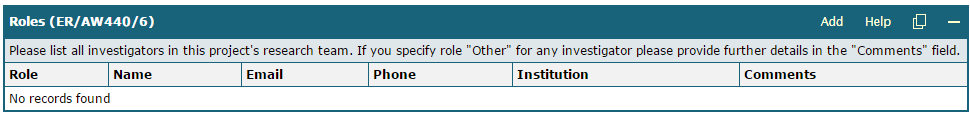 Roles (ER/AW440/6) Add Help
Please list all investigators in this project's research team. If you specify role "Other" for any investigator please provide further details in the "Comments" field.
Role Name Email Phone Institution Comments
No records found